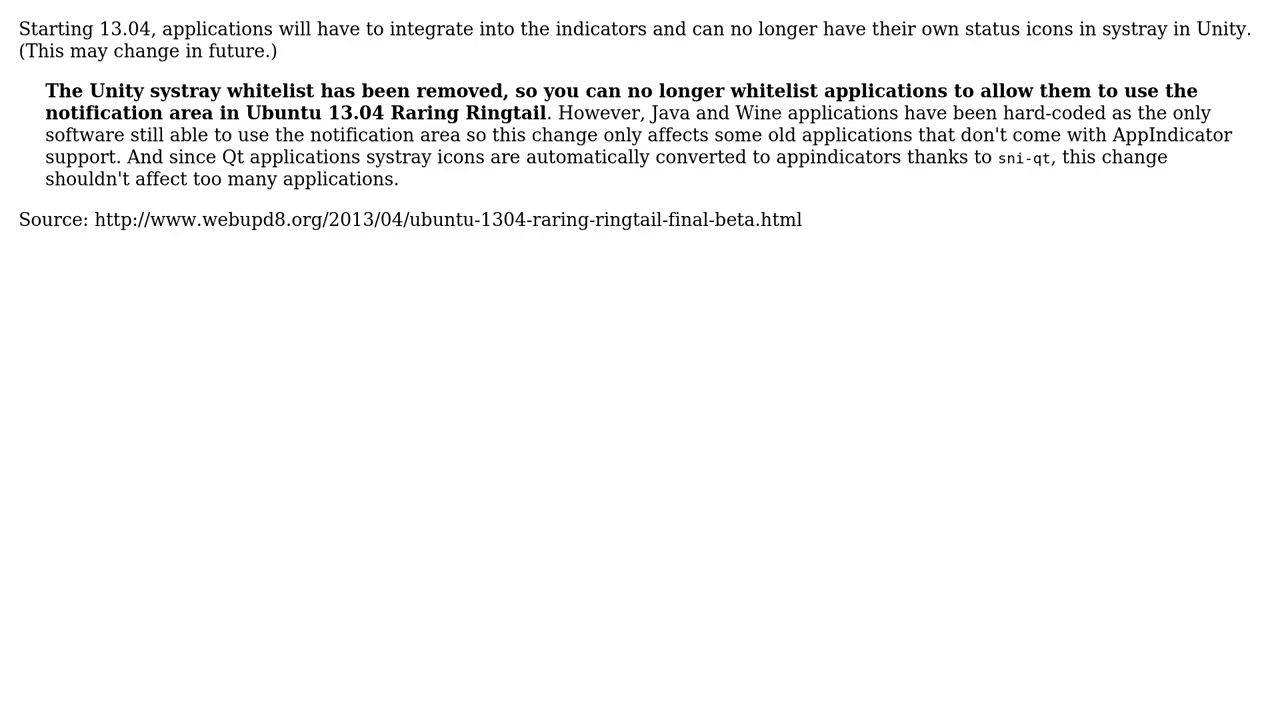 Starting 13.04, applications will have to integrate into the indicators and can no longer have their own status icons in systray in Unity.
(This may change in future.)
The Unity systray whitelist has been removed, so you can no longer whitelist applications to allow them to use the
notification area in Ubuntu 13.04 Raring Ringtail. However, Java and Wine applications have been hard-coded as the only
software still able to use the notification area so this change only affects some old applications that don't come with AppIndicator
support. And since Qt applications systray icons are automatically converted to appindicators thanks to sni-qt, this change
shouldn't affect too many applications.
Source: http://www.webupd8.org/2013/04/ubuntu-1304-raring-ringtail-final-beta.html